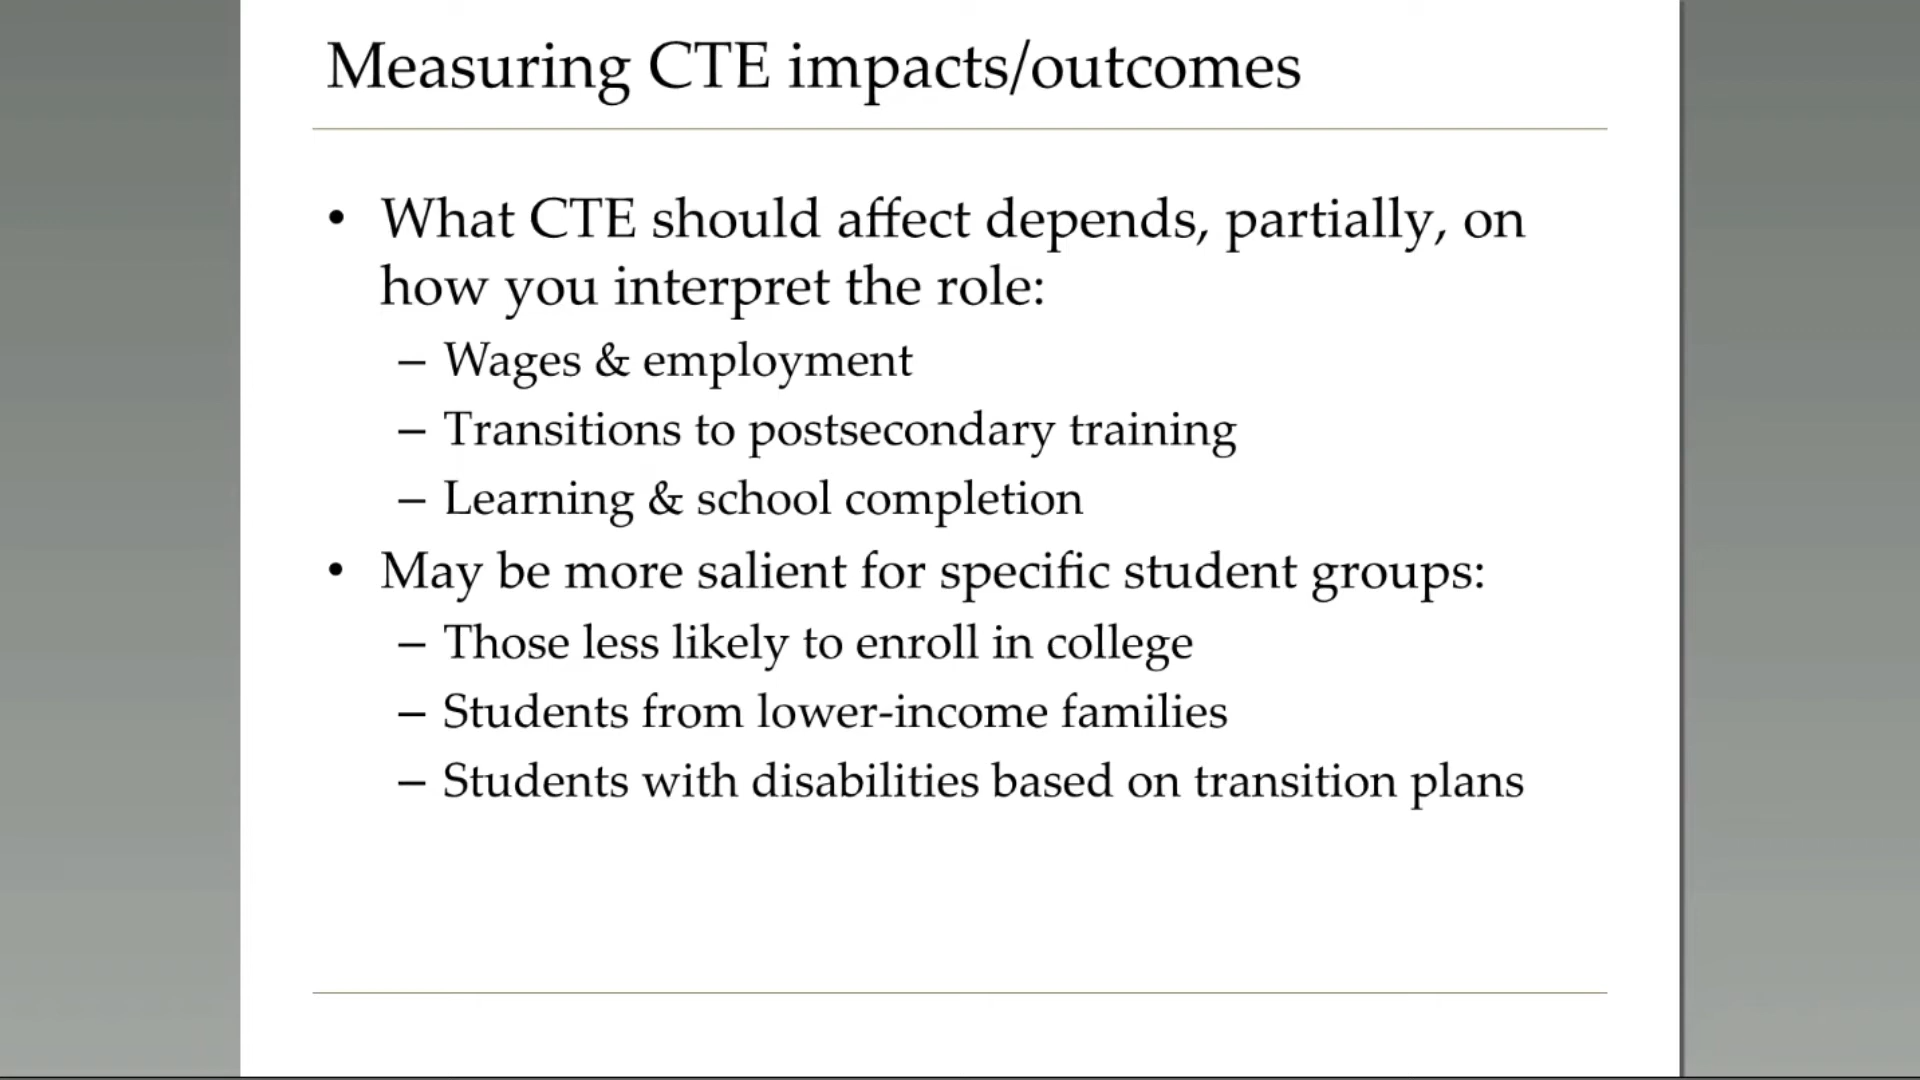 Measuring CTE impacts/outcomes
• What CTE should affect depends, partially, on
how you interpret the role:
– Wages & employment
– Transitions to postsecondary training
– Learning & school completion
• May be more salient for specific student groups:
– Those less likely to enroll in college
– Students from lower-income families
– Students with disabilities based on transition plans